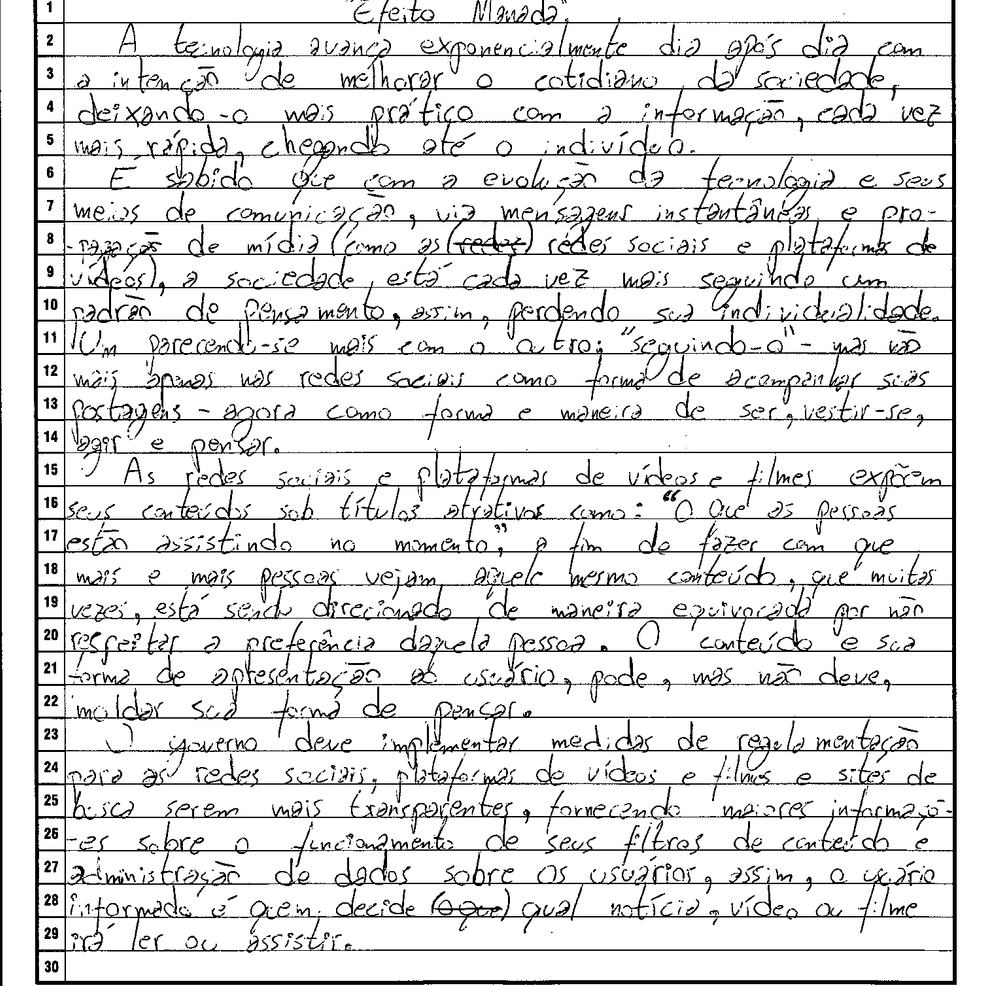 1 "Efeito Manada".
2 A tecnologia avança exponencialmente dia após dia com
3 a intenção de melhorar o cotidiano da sociedade,
4 deixando-o mais prático com a informação, cada vez
5 mais rápida, chegando até o indivídeo.
6 É sabido que com a evolução da tecnologia e seus
7 meios de comunicação, via mensagens instantâneas e pro-
8 -pagação de mídia (como as (redes) redes sociais e plataformas de
9 vídeos), a sociedade está cada vez mais seguindo um
10 padrão de pensamento, assim, perdendo sua individualidade.
11 Um parecendo-se mais com o outro; "seguindo-o" - mas não
12 mais apenas nas redes sociais como forma de acompanhar suas
13 postagens - agora como forma e maneira de ser, vestir-se,
14 agir e pensar.
15 As redes sociais e plataformas de vídeos e filmes expõem
16 seus conteúdos sob títulos atrativos como: "O que as pessoas
17 estão assistindo no momento", a fim de fazer com que
18 mais e mais pessoas vejam aquele mesmo conteúdo, que muitas
19 vezes, está sendo direcionado de maneira equivocada por não
20 respeitar a preferência daquela pessoa. O conteúdo e sua
21 forma de apresentação ao usuário, pode, mas não deve,
22 moldar sua forma de pensar.
23 O governo deve implementar medidas de regulamentação
24 para as redes sociais, plataformas de vídeos e filmes e sites de
25 busca serem mais transparentes, fornecendo maiores informaçõ-
26 -es sobre o funcionamento de seus filtros de conteúdo e
27 administração de dados sobre os usuários, assim, o usuário
28 informado é quem decide (o que) qual notícia, vídeo ou filme
29 irá ler ou assistir.
30